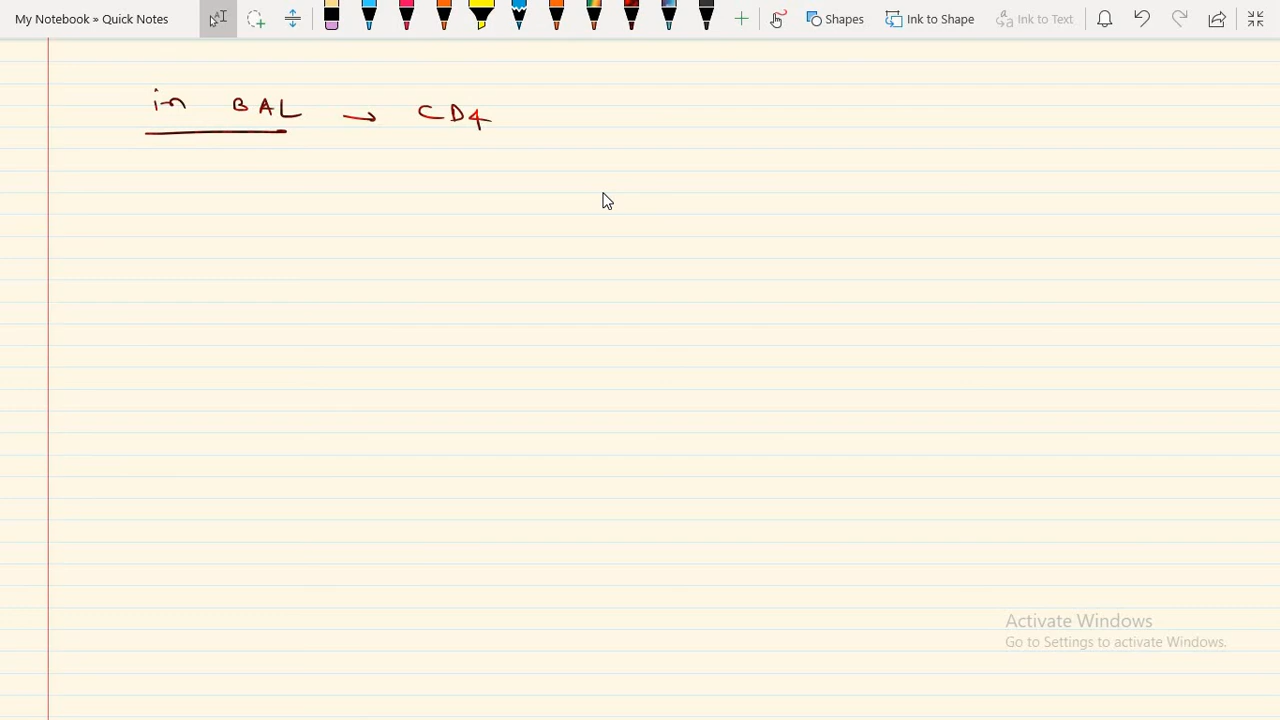 My Notebook » Quick Notes Shapes Ink to Shape Ink to Text
in BAL → CD4
Activate Windows
Go to Settings to activate Windows.